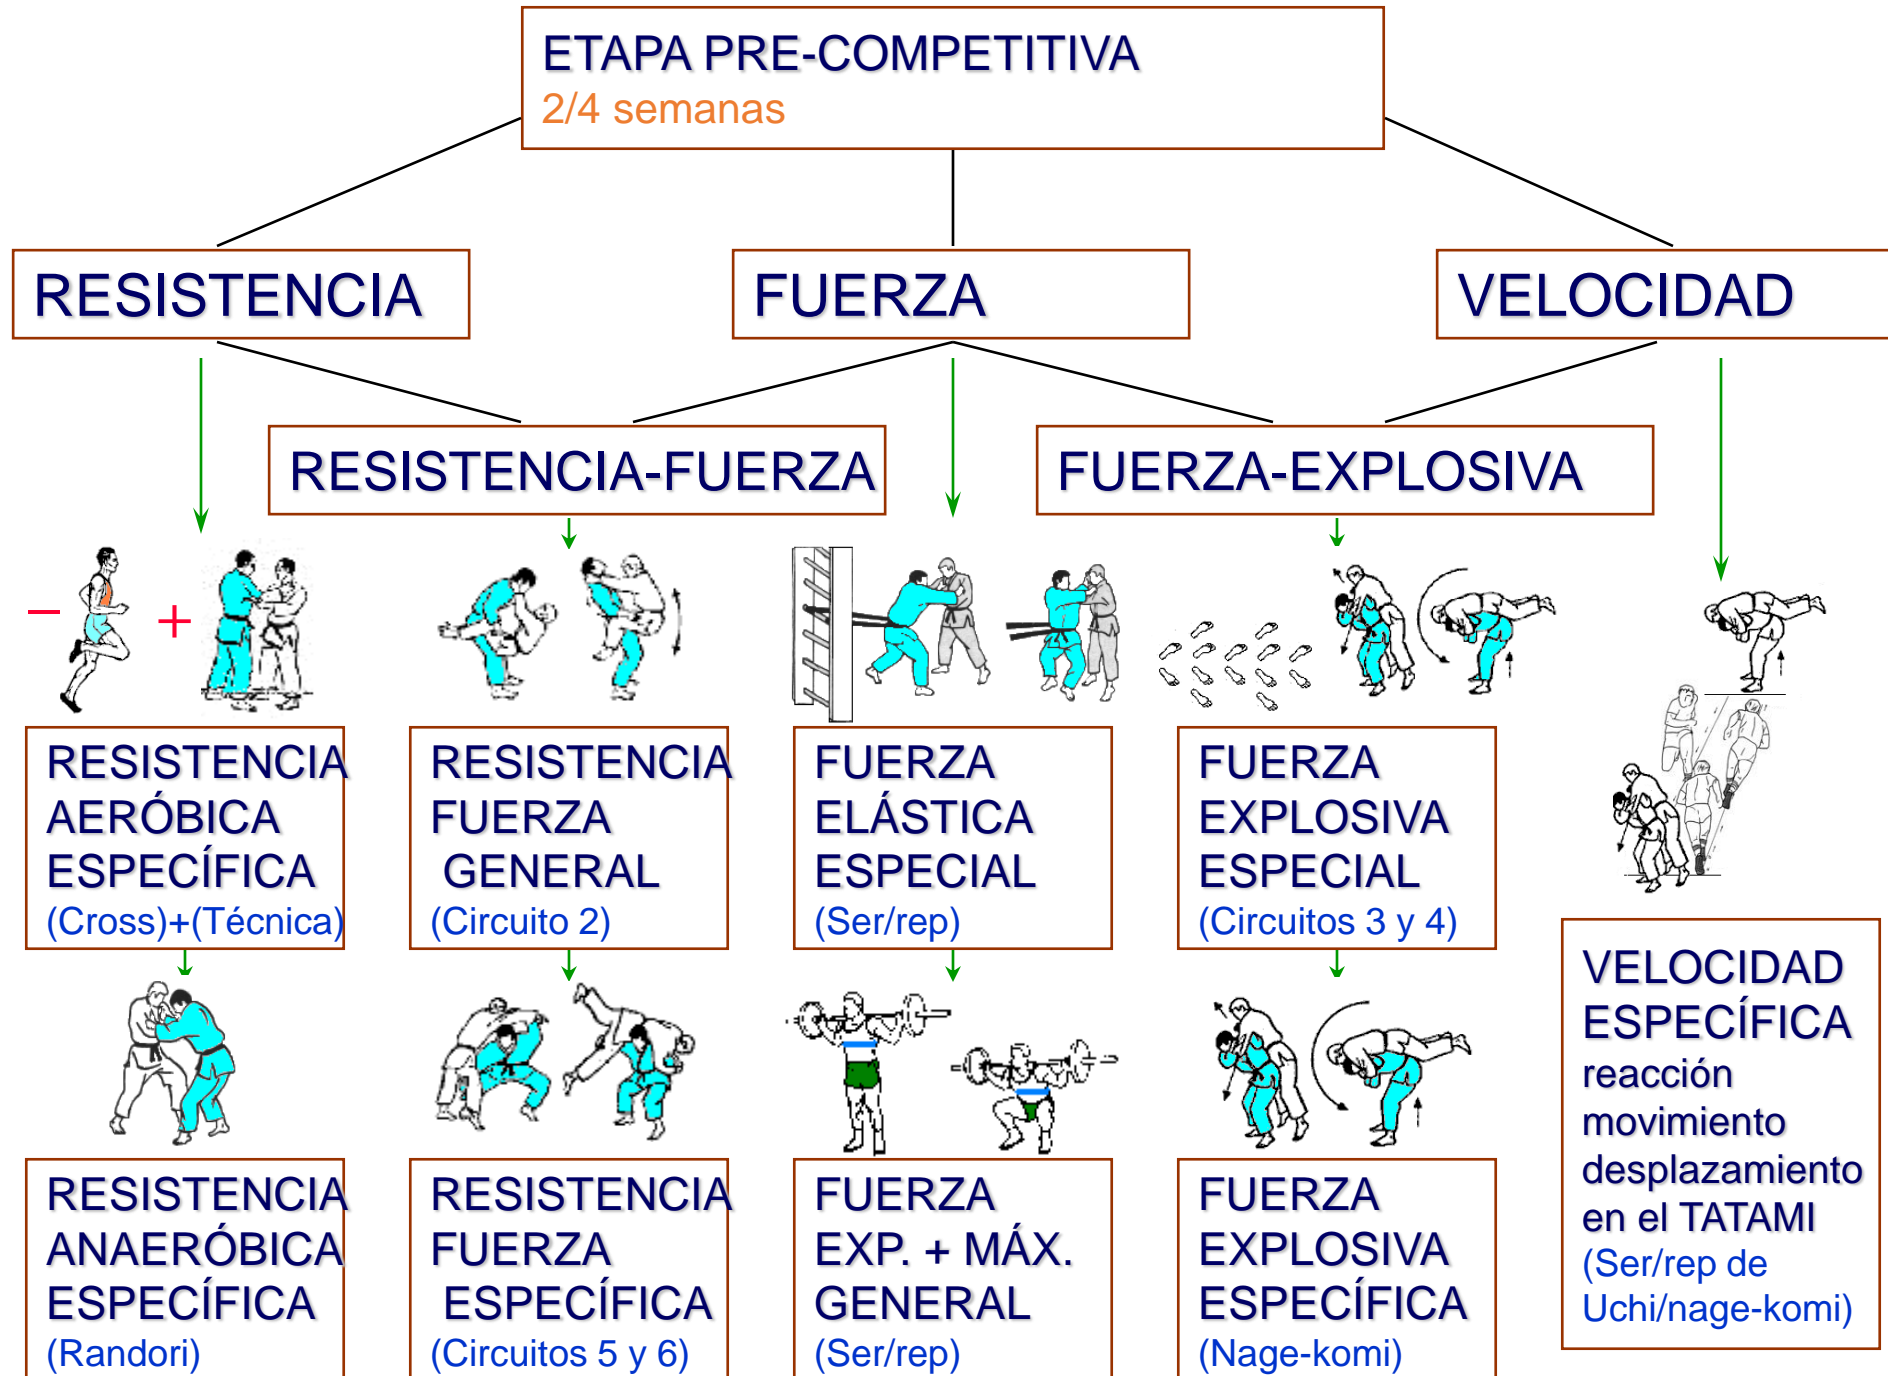 ETAPA PRE-COMPETITIVA
2/4 semanas
RESISTENCIA
FUERZA
VELOCIDAD
RESISTENCIA-FUERZA
FUERZA-EXPLOSIVA
–
+
RESISTENCIA
AERÓBICA
ESPECÍFICA
(Cross)+(Técnica)
RESISTENCIA
FUERZA
GENERAL
(Circuito 2)
FUERZA
ELÁSTICA
ESPECIAL
(Ser/rep)
FUERZA
EXPLOSIVA
ESPECIAL
(Circuitos 3 y 4)
VELOCIDAD
ESPECÍFICA
reacción
movimiento
desplazamiento
en el TATAMI
(Ser/rep de
Uchi/nage-komi)
RESISTENCIA
ANAERÓBICA
ESPECÍFICA
(Randori)
RESISTENCIA
FUERZA
ESPECÍFICA
(Circuitos 5 y 6)
FUERZA
EXP. + MÁX.
GENERAL
(Ser/rep)
FUERZA
EXPLOSIVA
ESPECÍFICA
(Nage-komi)